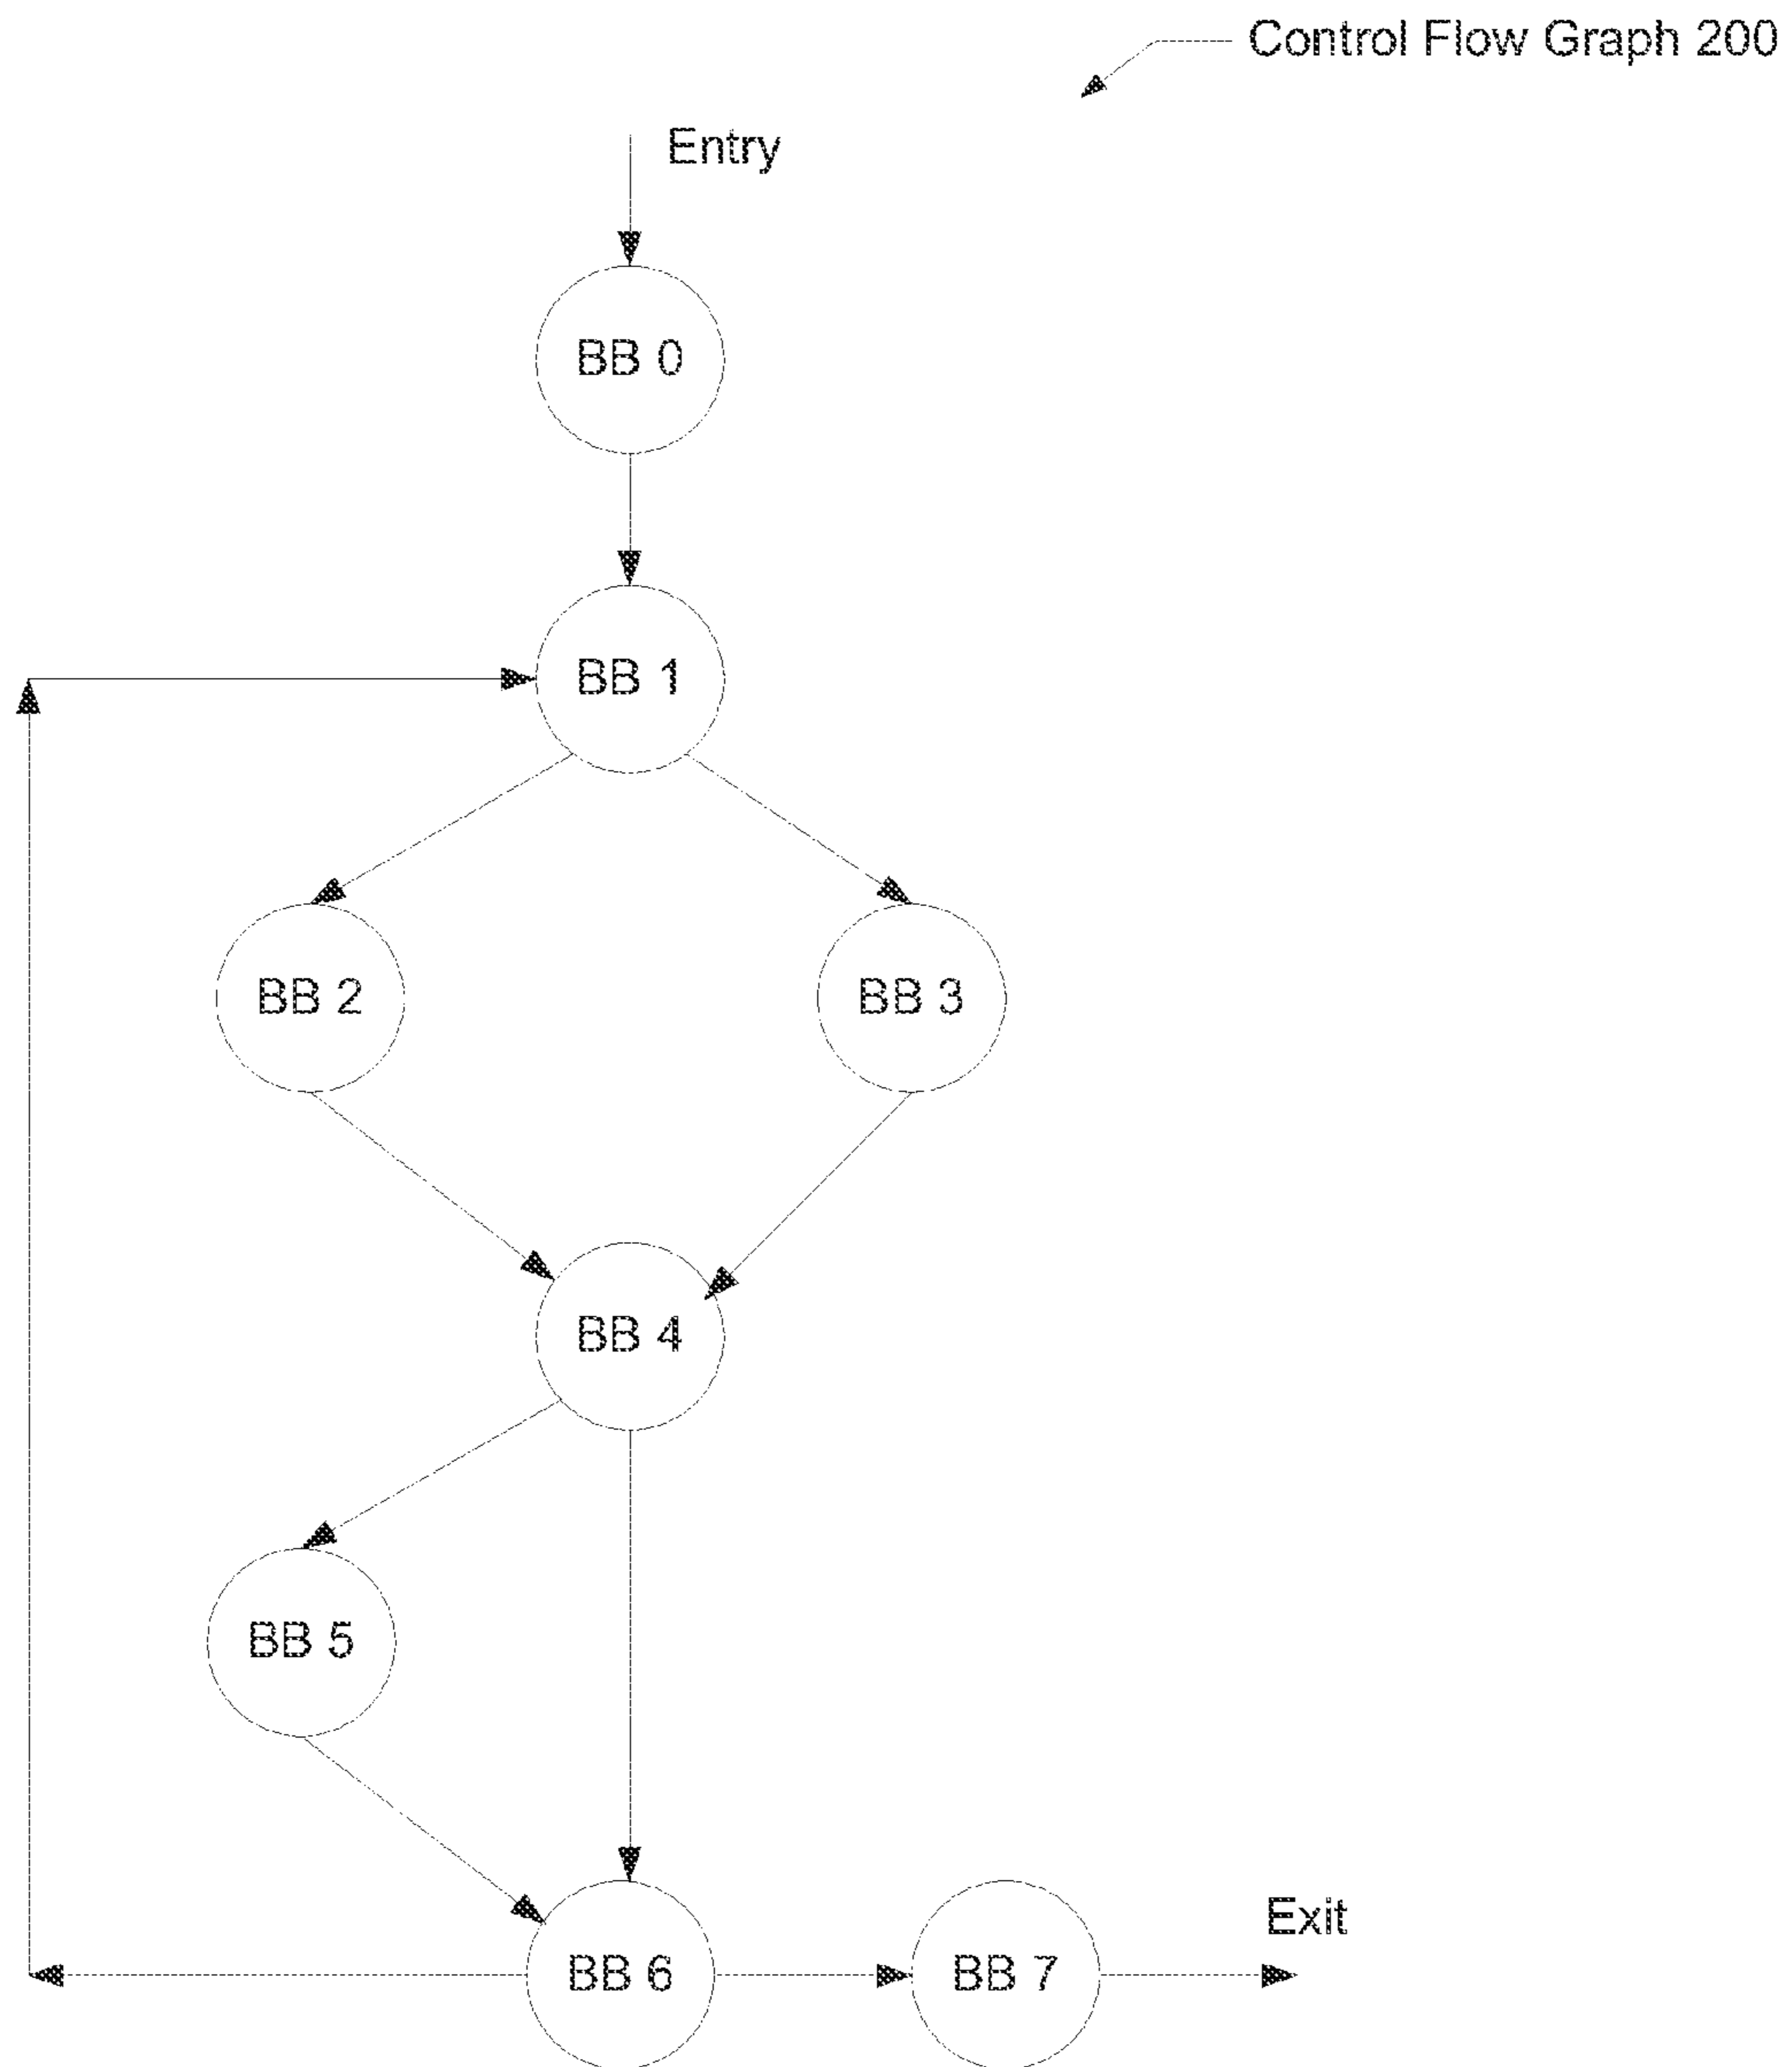 Control Flow Graph 200
Entry
BB 0
BB 1
BB 2
BB 3
BB 4
BB 5
Exit
BB 6
BB 7